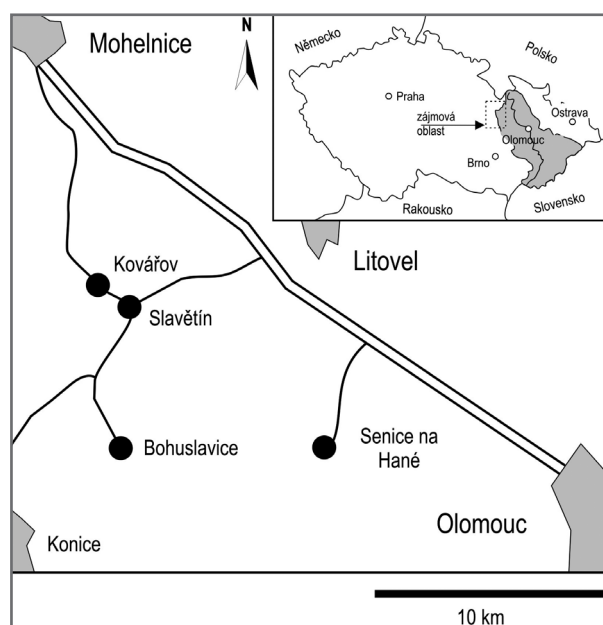 Mohelnice
N
Německo
Polsko
Praha
Ostrava
zájmová
oblast
Olomouc
Brno
Rakousko
Slovensko
Litovel
Kovářov
Slavětín
Bohuslavice
Senice na
Hané
Olomouc
Konice
10 km